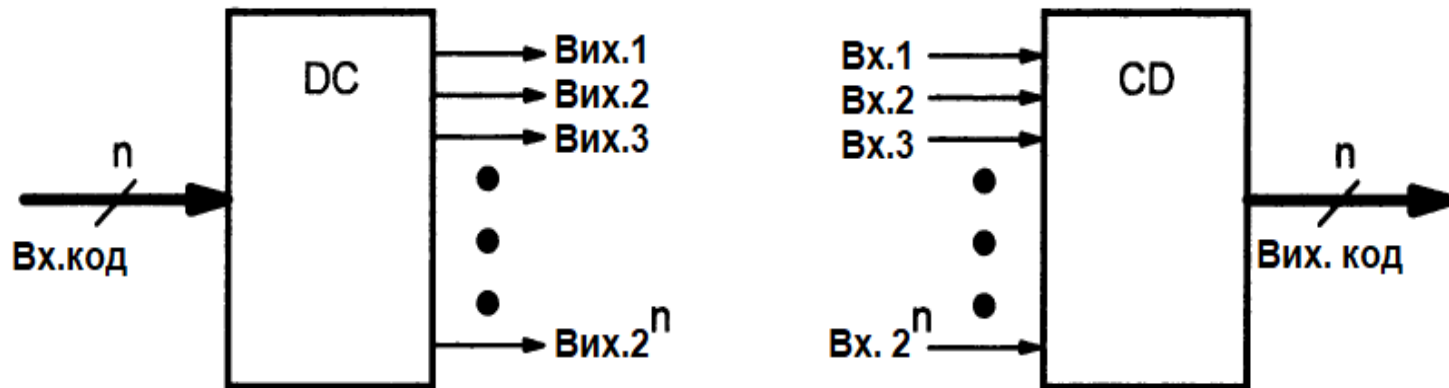 DC
n
Вх.код
Вих.1
Вих.2
Вих.3
Вих.2ⁿ
Вх.1
Вх.2
Вх.3
Вх. 2ⁿ
CD
n
Вих. код